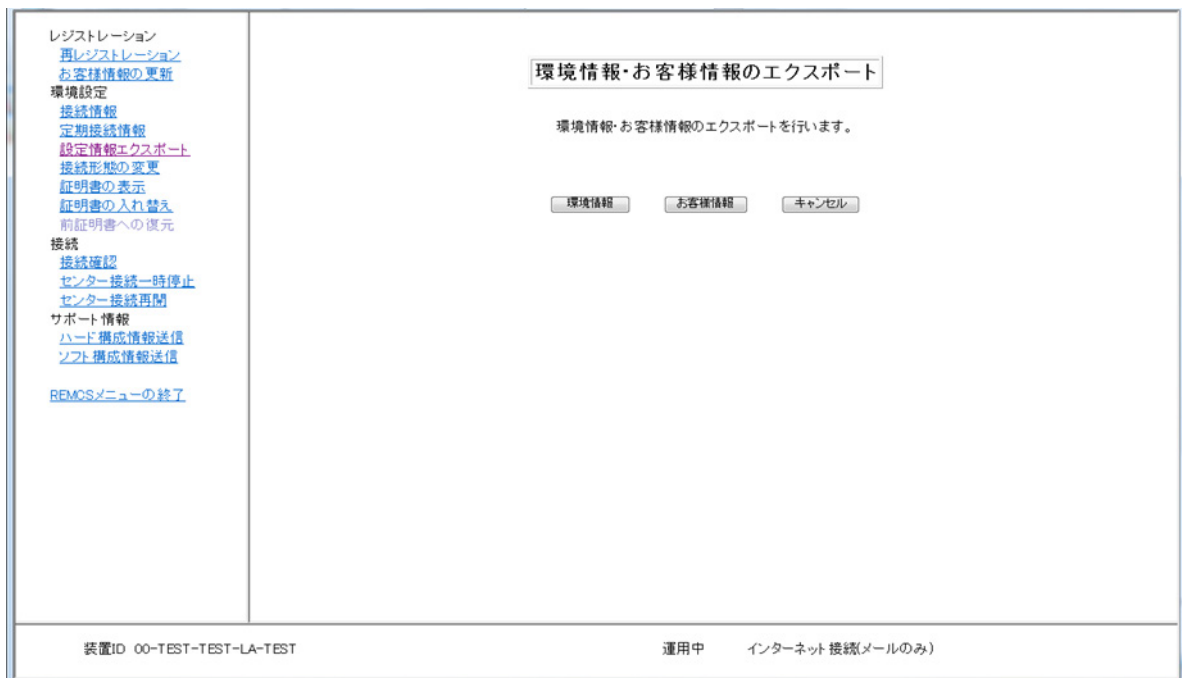 レジストレーション
再レジストレーション
お客様情報の更新
環境設定
接続情報
定期接続情報
設定情報エクスポート
接続形態の変更
証明書の表示
証明書の入れ替え
前証明書への復元
接続
接続確認
センター接続一時停止
センター接続再開
サポート情報
ハード構成情報送信
ソフト構成情報送信
REMCSメニューの終了
環境情報・お客様情報のエクスポート
環境情報・お客様情報のエクスポートを行います。
環境情報 お客様情報 キャンセル
装置ID 00-TEST-TEST-LA-TEST 運用中 インターネット接続(メールのみ)